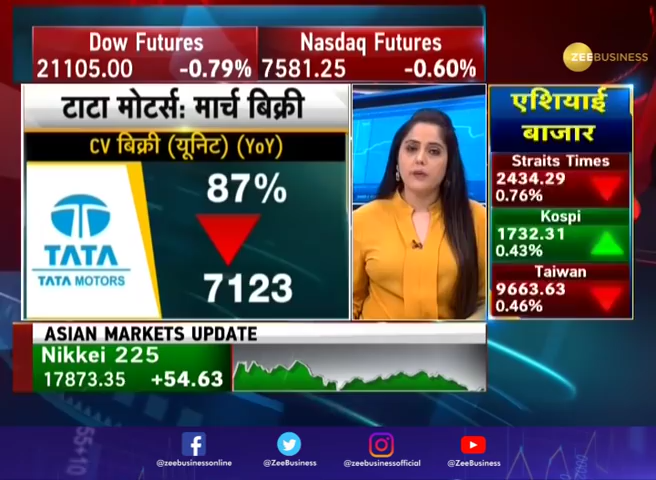 Dow Futures
21105.00 -0.79%
Nasdaq Futures
7581.25 -0.60%
ZEEBUSINESS
टाटा मोटर्स: मार्च बिक्री
CV बिक्री (यूनिट) (YoY)
87%
7123
TATA
TATA MOTORS
एशियाई
बाजार
Straits Times
2434.29
0.76%
Kospi
1732.31
0.43%
Taiwan
9663.63
0.46%
ASIAN MARKETS UPDATE
Nikkei 225
17873.35 +54.63
@zeebusinessonline
@ZeeBusiness
@zeebusinessofficial
@ZeeBusiness